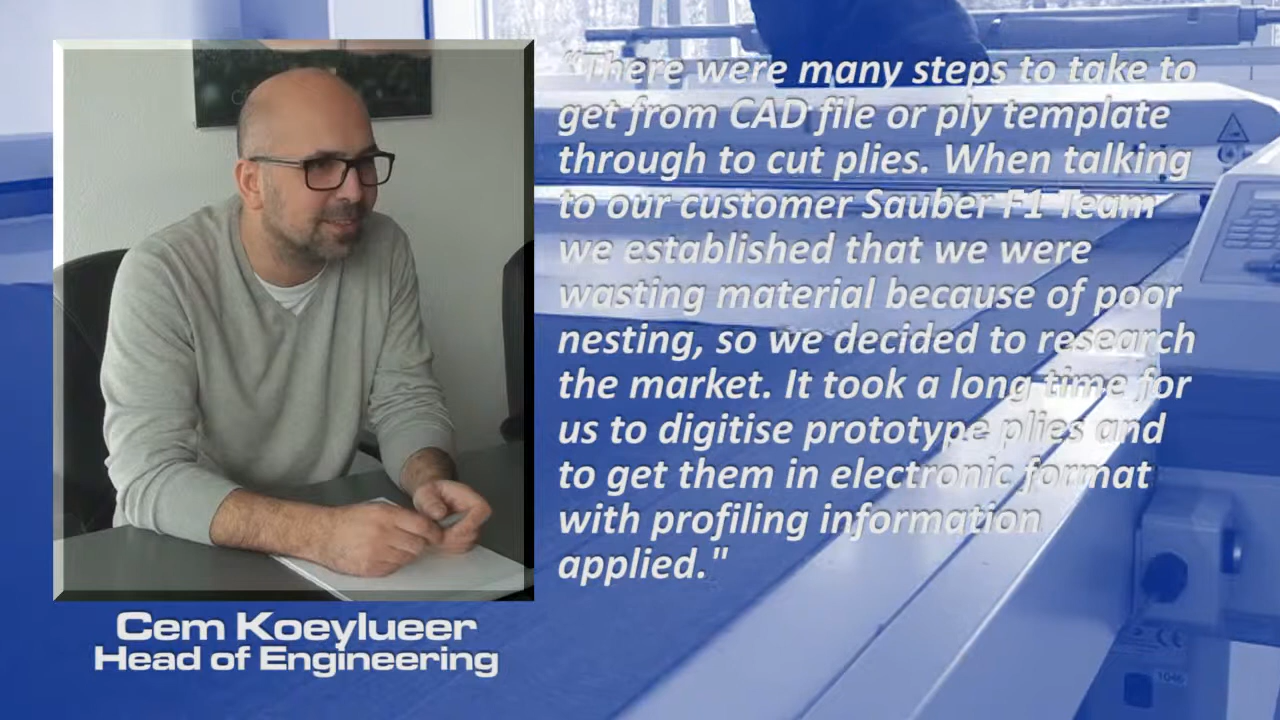 "There were many steps to take to
get from CAD file or ply template
through to cut plies. When talking
to our customer Sauber F1 Team
we established that we were
wasting material because of poor
nesting, so we decided to research
the market. It took a long time for
us to digitise prototype plies and
to get them in electronic format
with profiling information
applied."
Cem Koeylueer
Head of Engineering
1046